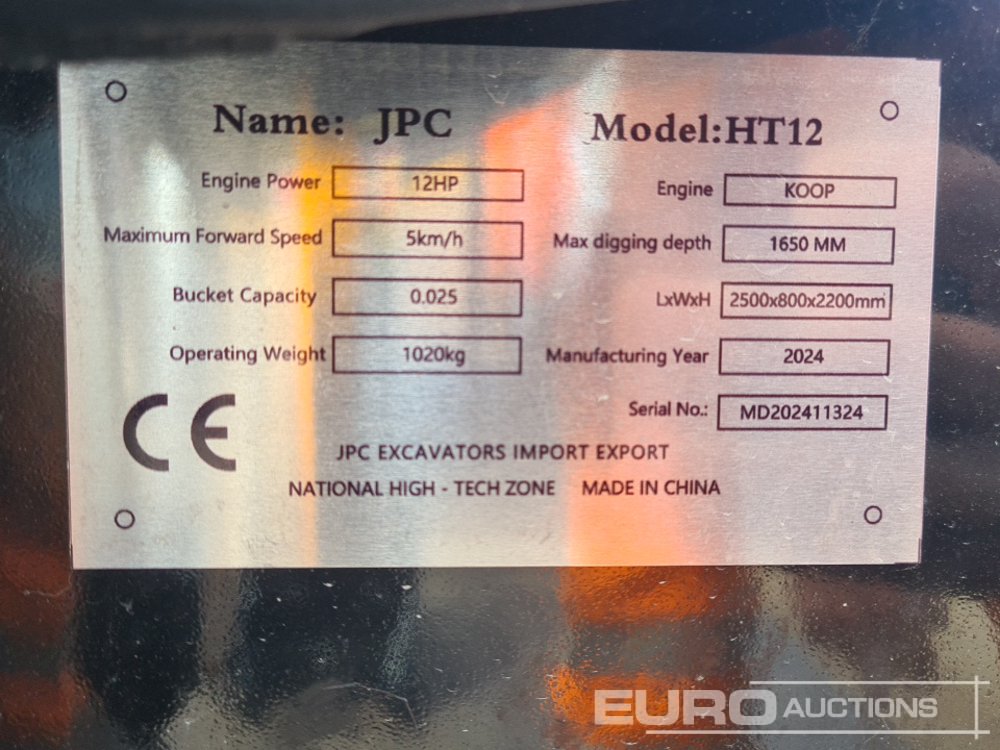 Name: JPC
Model:HT12
Engine Power 12HP
Maximum Forward Speed 5km/h
Bucket Capacity 0.025
Operating Weight 1020kg
Engine KOOP
Max digging depth 1650 MM
LxWxH 2500x800x2200mm
Manufacturing Year 2024
Serial No.: MD202411324
CE
JPC EXCAVATORS IMPORT EXPORT
NATIONAL HIGH - TECH ZONE MADE IN CHINA
EURO AUCTIONS